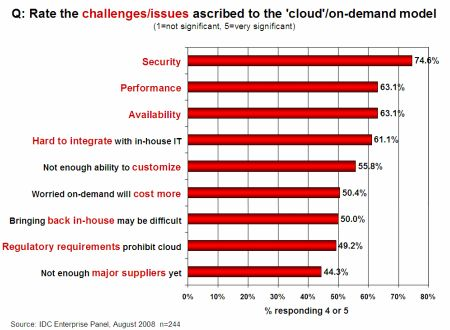 Q: Rate the challenges/issues ascribed to the 'cloud'/on-demand model
(1=not significant, 5=very significant)
Security 74.6%
Performance 63.1%
Availability 63.1%
Hard to integrate with in-house IT 61.1%
Not enough ability to customize 55.8%
Worried on-demand will cost more 50.4%
Bringing back in-house may be difficult 50.0%
Regulatory requirements prohibit cloud 49.2%
Not enough major suppliers yet 44.3%
0% 10% 20% 30% 40% 50% 60% 70% 80%
% responding 4 or 5
Source: IDC Enterprise Panel, August 2008 n=244